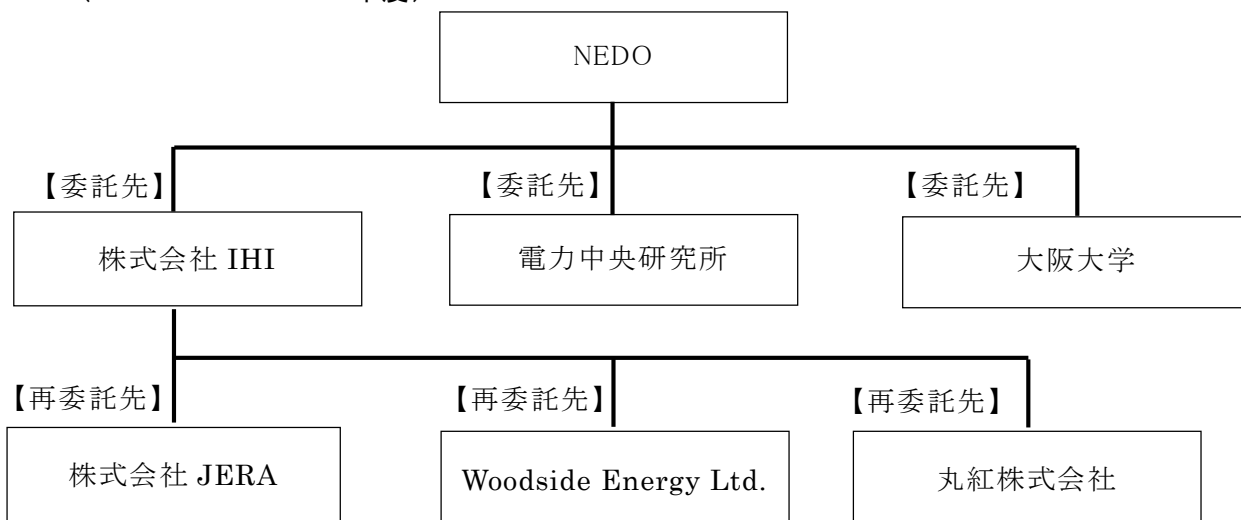 NEDO
【委託先】 【委託先】 【委託先】
株式会社 IHI 電力中央研究所 大阪大学
【再委託先】 【再委託先】 【再委託先】
株式会社 JERA Woodside Energy Ltd. 丸紅株式会社